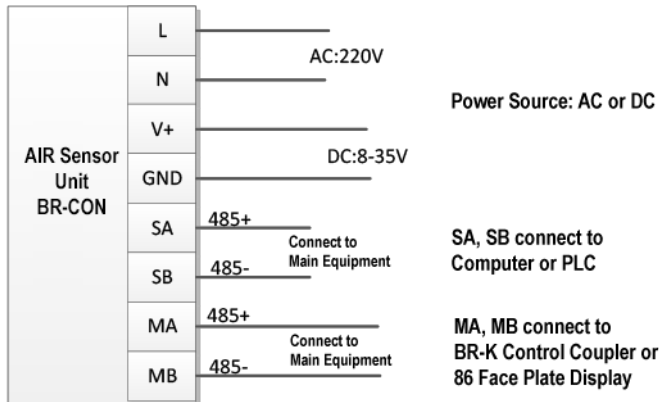 AIR Sensor
Unit
BR-CON
L
N
V+
GND
SA
SB
MA
MB
AC:220V
DC:8-35V
485+
Connect to
Main Equipment
485-
485+
Connect to
Main Equipment
485-
Power Source: AC or DC
SA, SB connect to
Computer or PLC
MA, MB connect to
BR-K Control Coupler or
86 Face Plate Display